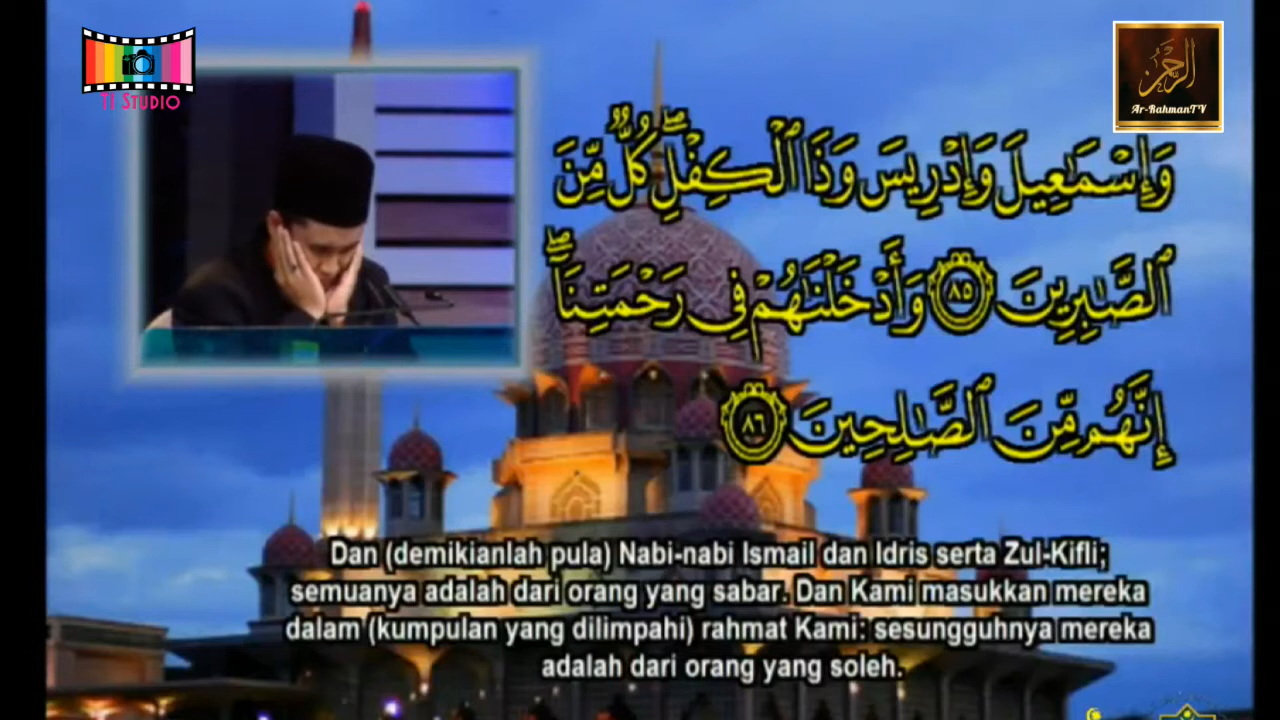 TI STUDIO
الرحمن
Ar-RahmanTV
وَإِسْمَٰعِيلَ وَإِدْرِيسَ وَذَا ٱلْكِفْلِ ۖ كُلٌّ مِّنَ
ٱلصَّٰبِرِينَ ۝٨٥ وَأَدْخَلْنَٰهُمْ فِى رَحْمَتِنَآ ۖ
إِنَّهُم مِّنَ ٱلصَّٰلِحِينَ ۝٨٦
Dan (demikianlah pula) Nabi-nabi Ismail dan Idris serta Zul-Kifli;
semuanya adalah dari orang yang sabar. Dan Kami masukkan mereka
dalam (kumpulan yang dilimpahi) rahmat Kami: sesungguhnya mereka
adalah dari orang yang soleh.